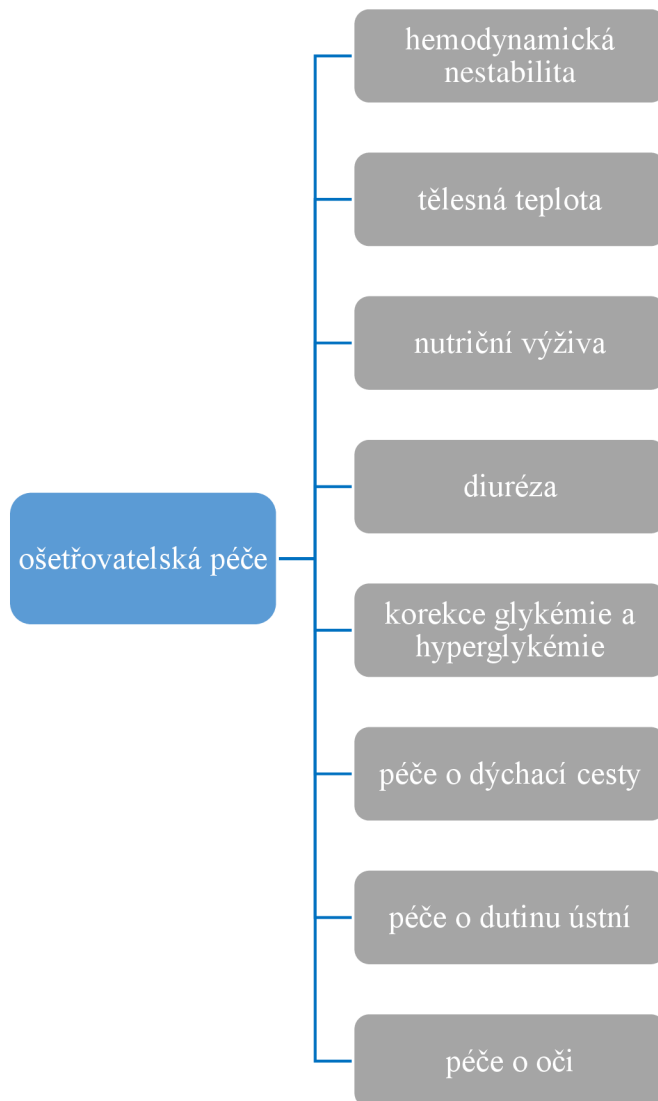 hemodynamická
nestabilita
tělesná teplota
nutriční výživa
diuréza
ošetřovatelská péče
korekce glykémie a
hyperglykémie
péče o dýchací cesty
péče o dutinu ústní
péče o oči